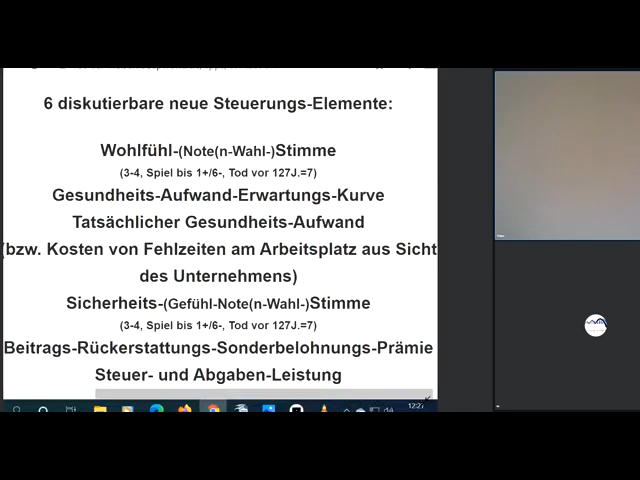 6 diskutierbare neue Steuerungs-Elemente:
Wohlfühl-(Note(n-Wahl-)Stimme
(3-4, Spiel bis 1+/6-, Tod vor 127J.=7)
Gesundheits-Aufwand-Erwartungs-Kurve
Tatsächlicher Gesundheits-Aufwand
(bzw. Kosten von Fehlzeiten am Arbeitsplatz aus Sicht
des Unternehmens)
Sicherheits-(Gefühl-Note(n-Wahl-)Stimme
(3-4, Spiel bis 1+/6-, Tod vor 127J.=7)
Beitrags-Rückerstattungs-Sonderbelohnungs-Prämie
Steuer- und Abgaben-Leistung
12:27